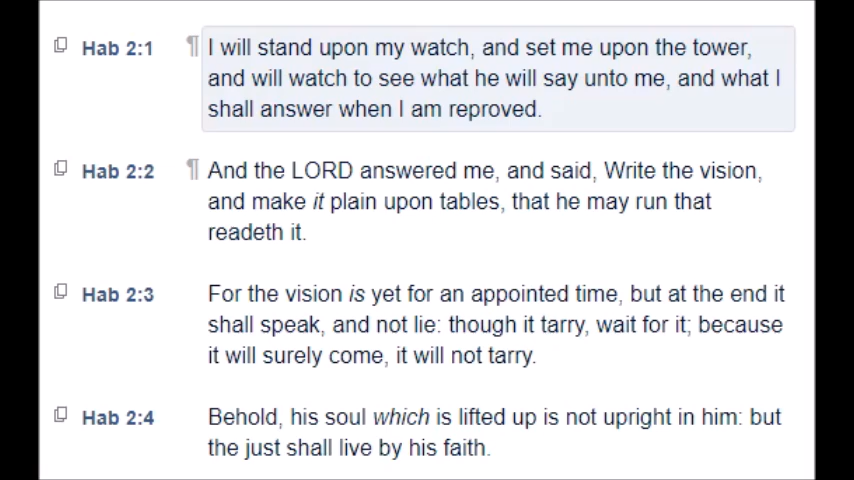 Hab 2:1 ¶ I will stand upon my watch, and set me upon the tower,
and will watch to see what he will say unto me, and what I
shall answer when I am reproved.
Hab 2:2 ¶ And the LORD answered me, and said, Write the vision,
and make it plain upon tables, that he may run that
readeth it.
Hab 2:3 For the vision is yet for an appointed time, but at the end it
shall speak, and not lie: though it tarry, wait for it; because
it will surely come, it will not tarry.
Hab 2:4 Behold, his soul which is lifted up is not upright in him: but
the just shall live by his faith.